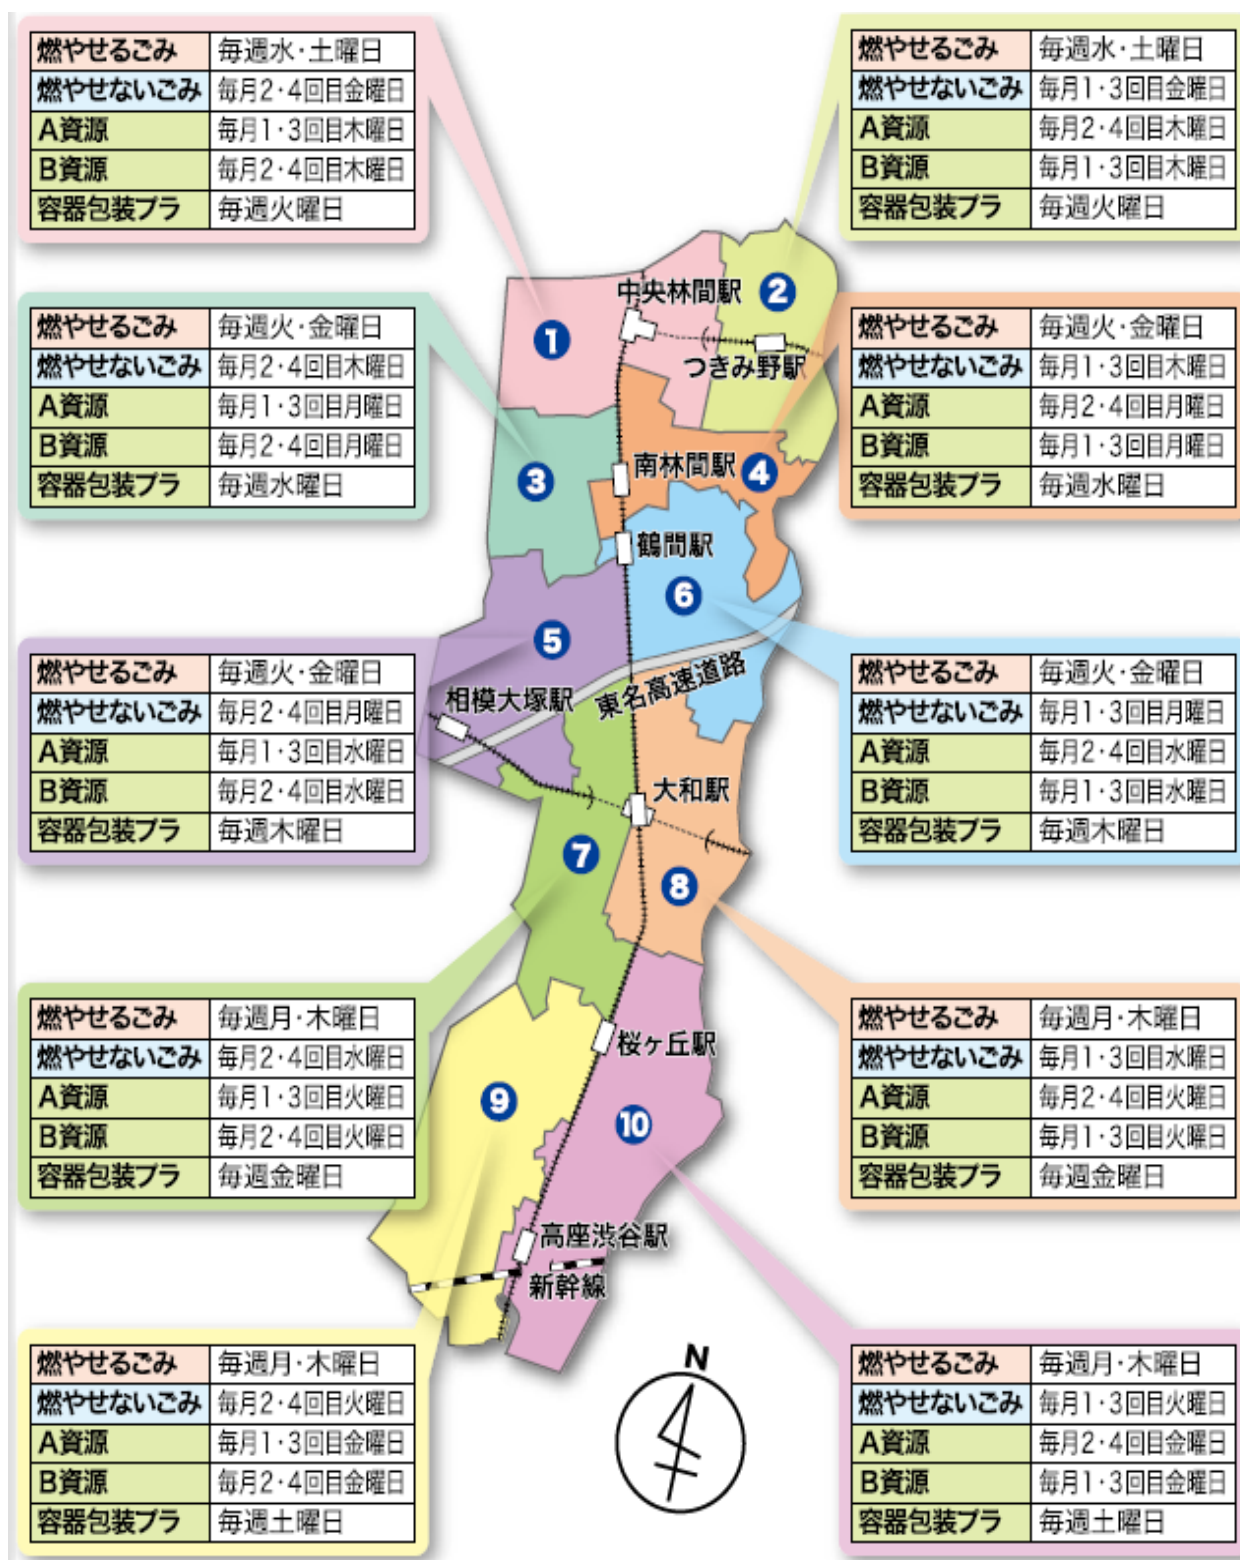 燃やせるごみ 毎週水・土曜日
燃やせないごみ 毎月2・4回目金曜日
A資源 毎月1・3回目木曜日
B資源 毎月2・4回目木曜日
容器包装プラ 毎週火曜日
燃やせるごみ 毎週水・土曜日
燃やせないごみ 毎月1・3回目金曜日
A資源 毎月2・4回目木曜日
B資源 毎月1・3回目木曜日
容器包装プラ 毎週火曜日
燃やせるごみ 毎週火・金曜日
燃やせないごみ 毎月2・4回目木曜日
A資源 毎月1・3回目月曜日
B資源 毎月2・4回目月曜日
容器包装プラ 毎週水曜日
燃やせるごみ 毎週火・金曜日
燃やせないごみ 毎月1・3回目木曜日
A資源 毎月2・4回目月曜日
B資源 毎月1・3回目月曜日
容器包装プラ 毎週水曜日
燃やせるごみ 毎週火・金曜日
燃やせないごみ 毎月2・4回目月曜日
A資源 毎月1・3回目水曜日
B資源 毎月2・4回目水曜日
容器包装プラ 毎週木曜日
燃やせるごみ 毎週火・金曜日
燃やせないごみ 毎月1・3回目月曜日
A資源 毎月2・4回目水曜日
B資源 毎月1・3回目水曜日
容器包装プラ 毎週木曜日
燃やせるごみ 毎週月・木曜日
燃やせないごみ 毎月2・4回目水曜日
A資源 毎月1・3回目火曜日
B資源 毎月2・4回目火曜日
容器包装プラ 毎週金曜日
燃やせるごみ 毎週月・木曜日
燃やせないごみ 毎月1・3回目水曜日
A資源 毎月2・4回目火曜日
B資源 毎月1・3回目火曜日
容器包装プラ 毎週金曜日
燃やせるごみ 毎週月・木曜日
燃やせないごみ 毎月2・4回目火曜日
A資源 毎月1・3回目金曜日
B資源 毎月2・4回目金曜日
容器包装プラ 毎週土曜日
燃やせるごみ 毎週月・木曜日
燃やせないごみ 毎月1・3回目火曜日
A資源 毎月2・4回目金曜日
B資源 毎月1・3回目金曜日
容器包装プラ 毎週土曜日
中央林間駅
2
1
つきみ野駅
南林間駅
4
3
鶴間駅
6
5
東名高速道路
相模大塚駅
大和駅
7
8
桜ヶ丘駅
9
10
高座渋谷駅
新幹線
N